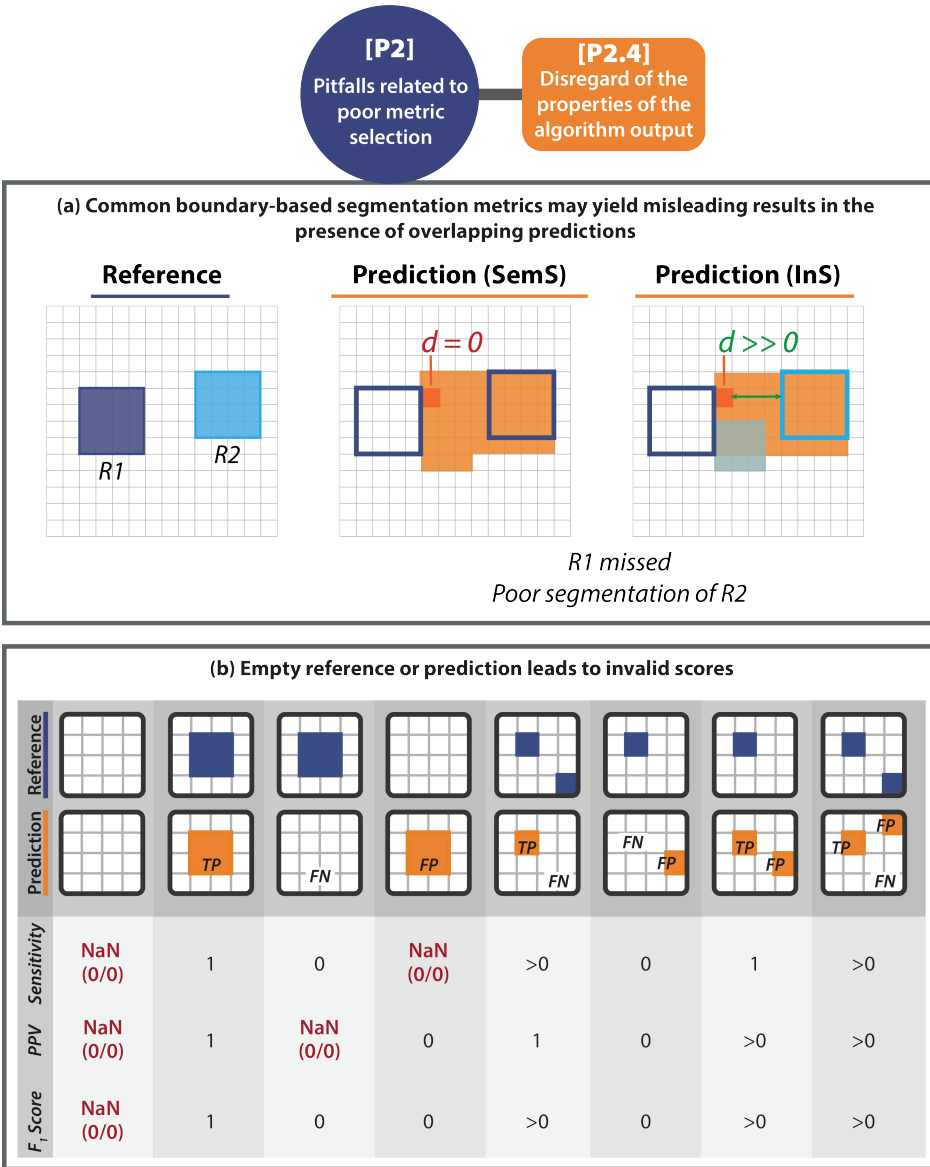 [P2]
Pitfalls related to
poor metric
selection
[P2.4]
Disregard of the
properties of the
algorithm output
(a) Common boundary-based segmentation metrics may yield misleading results in the
presence of overlapping predictions
Reference
Prediction (SemS)
Prediction (InS)
d = 0
d >> 0
R1
R2
R1 missed
Poor segmentation of R2
(b) Empty reference or prediction leads to invalid scores
Reference
Prediction
TP
FN
FP
TP
FN
FN
FP
TP
FP
TP
FP
FN
Sensitivity
NaN (0/0) 1 0 NaN (0/0) >0 0 1 >0
PPV
NaN (0/0) 1 NaN (0/0) 0 1 0 >0 >0
F1 Score
NaN (0/0) 1 0 0 >0 0 >0 >0